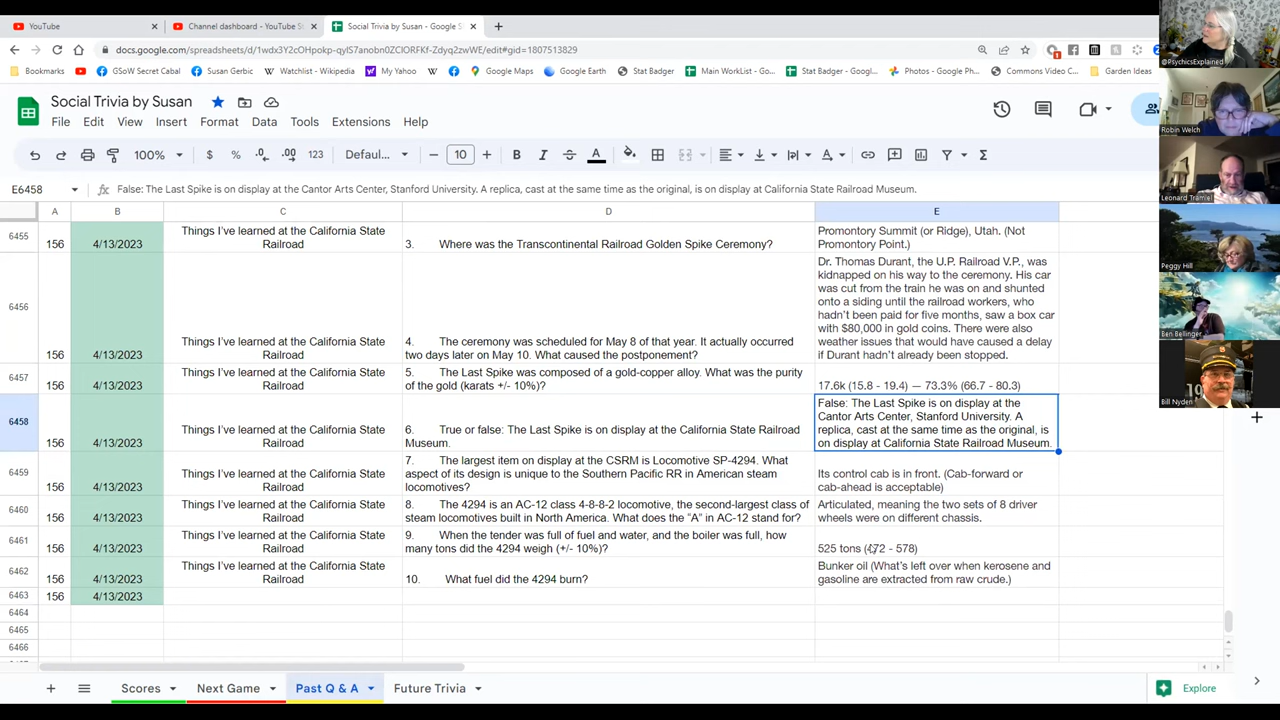 YouTube
Channel dashboard - YouTube S
Social Trivia by Susan - Google S
docs.google.com/spreadsheets/d/1wdx3Y2cOHpokp-qyIS7anobn0ZClORFKf-Zdyq2zwWE/edit#gid=1807513829
Bookmarks
GSoW Secret Cabal
Susan Gerbic
Watchlist - Wikipedia
My Yahoo
Google Maps
Google Earth
Stat Badger
Main WorkList - Go...
Stat Badger - Googl...
Photos - Google Ph...
Commons Video C...
Garden Ideas
Social Trivia by Susan
File Edit View Insert Format Data Tools Extensions Help
100% $ % .0 .00 123 Defaul... 10 B I A
E6458 fx False: The Last Spike is on display at the Cantor Arts Center, Stanford University. A replica, cast at the same time as the original, is on display at California State Railroad Museum.
A B C D E
6455 156 4/13/2023 Things I've learned at the California State
Railroad
3. Where was the Transcontinental Railroad Golden Spike Ceremony?
Promontory Summit (or Ridge), Utah. (Not
Promontory Point.)
6456 156 4/13/2023 Things I've learned at the California State
Railroad
4. The ceremony was scheduled for May 8 of that year. It actually occurred
two days later on May 10. What caused the postponement?
Dr. Thomas Durant, the U.P. Railroad V.P., was
kidnapped on his way to the ceremony. His car
was cut from the train he was on and shunted
onto a siding until the railroad workers, who
hadn't been paid for five months, saw a box car
with $80,000 in gold coins. There were also
weather issues that would have caused a delay
if Durant hadn't already been stopped.
6457 156 4/13/2023 Things I've learned at the California State
Railroad
5. The Last Spike was composed of a gold-copper alloy. What was the purity
of the gold (karats +/- 10%)?
17.6k (15.8 - 19.4) — 73.3% (66.7 - 80.3)
6458 156 4/13/2023 Things I've learned at the California State
Railroad
6. True or false: The Last Spike is on display at the California State Railroad
Museum.
False: The Last Spike is on display at the
Cantor Arts Center, Stanford University. A
replica, cast at the same time as the original, is
on display at California State Railroad Museum.
6459 156 4/13/2023 Things I've learned at the California State
Railroad
7. The largest item on display at the CSRM is Locomotive SP-4294. What
aspect of its design is unique to the Southern Pacific RR in American steam
locomotives?
Its control cab is in front. (Cab-forward or
cab-ahead is acceptable)
6460 156 4/13/2023 Things I've learned at the California State
Railroad
8. The 4294 is an AC-12 class 4-8-8-2 locomotive, the second-largest class of
steam locomotives built in North America. What does the "A" in AC-12 stand for?
Articulated, meaning the two sets of 8 driver
wheels were on different chassis.
6461 156 4/13/2023 Things I've learned at the California State
Railroad
9. When the tender was full of fuel and water, and the boiler was full, how
many tons did the 4294 weigh (+/- 10%)?
525 tons (472 - 578)
6462 156 4/13/2023 Things I've learned at the California State
Railroad
10. What fuel did the 4294 burn?
Bunker oil (What's left over when kerosene and
gasoline are extracted from raw crude.)
6463 156 4/13/2023
6464
6465
6466
Scores
Next Game
Past Q & A
Future Trivia
Explore
@PsychicsExplained
Robin Welch
Leonard Tramiel
Peggy Hill
Ben Bellinger
Bill Nyden